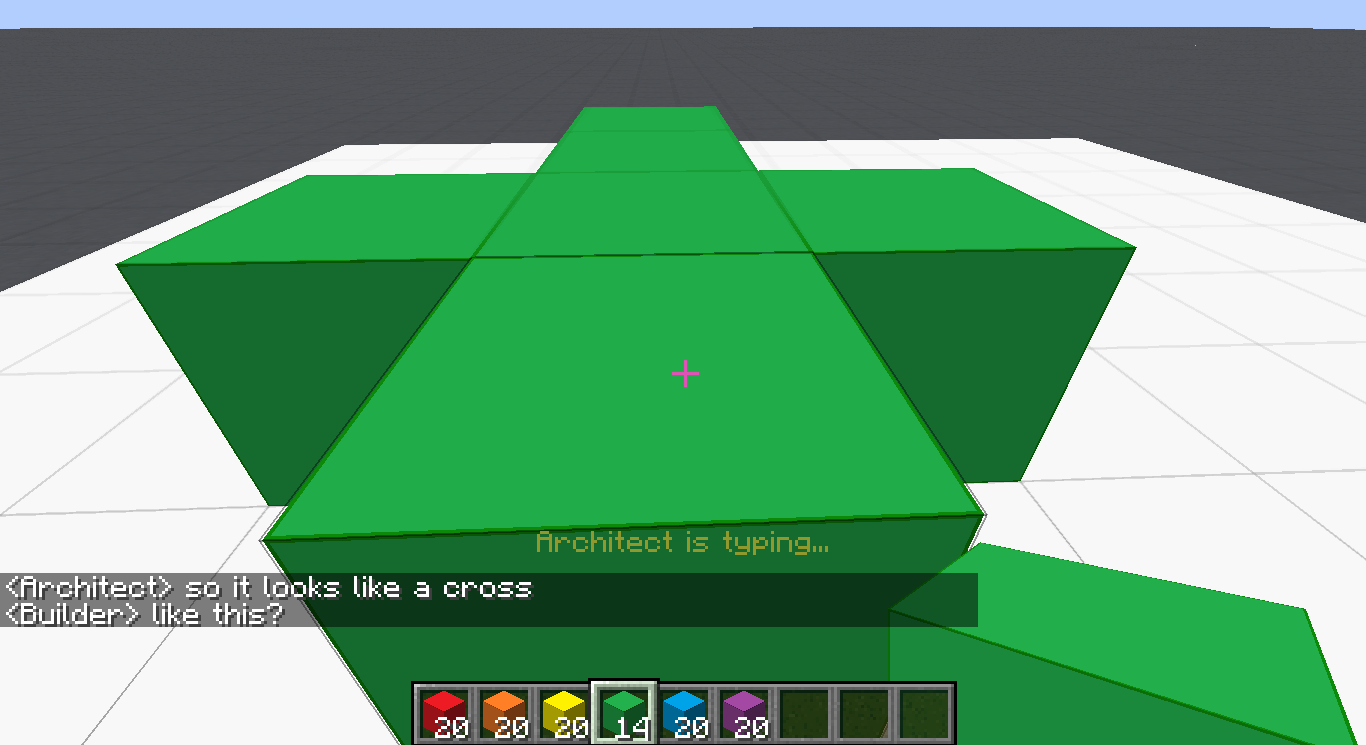 Architect is typing...
<Architect> so it looks like a cross
<Builder> like this?
20 20 20 14 20 20